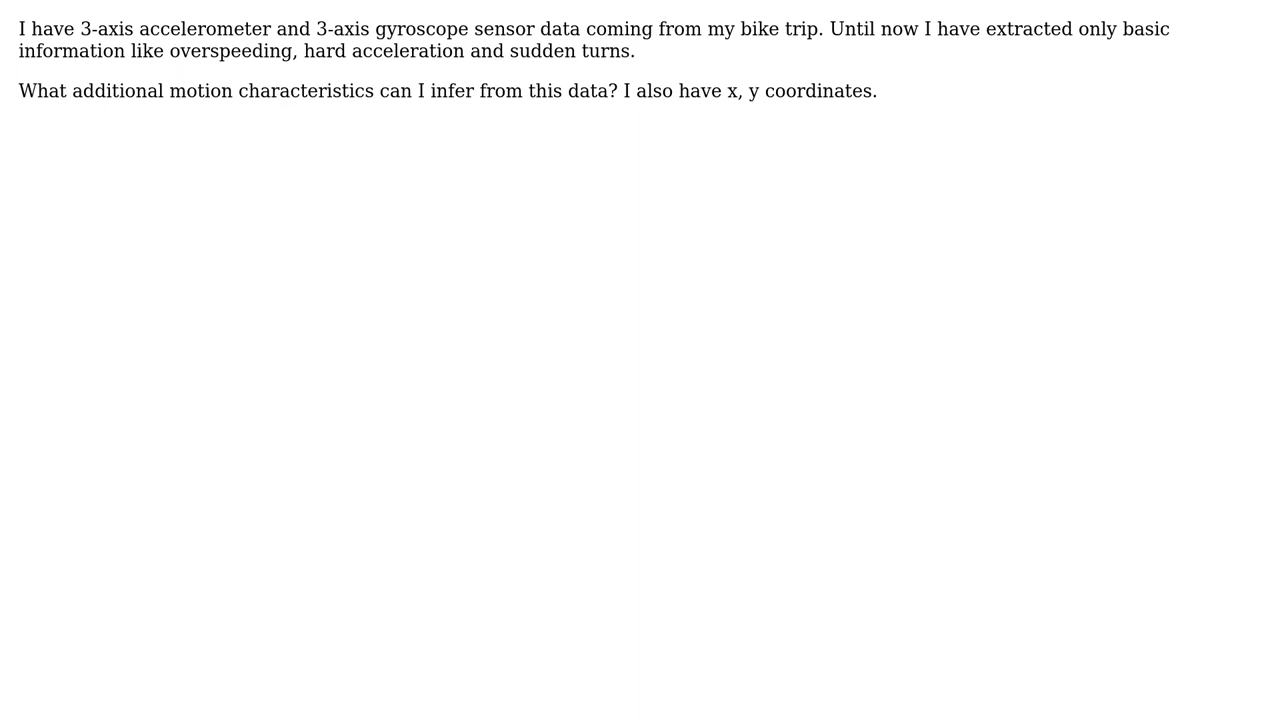 I have 3-axis accelerometer and 3-axis gyroscope sensor data coming from my bike trip. Until now I have extracted only basic
information like overspeeding, hard acceleration and sudden turns.
What additional motion characteristics can I infer from this data? I also have x, y coordinates.